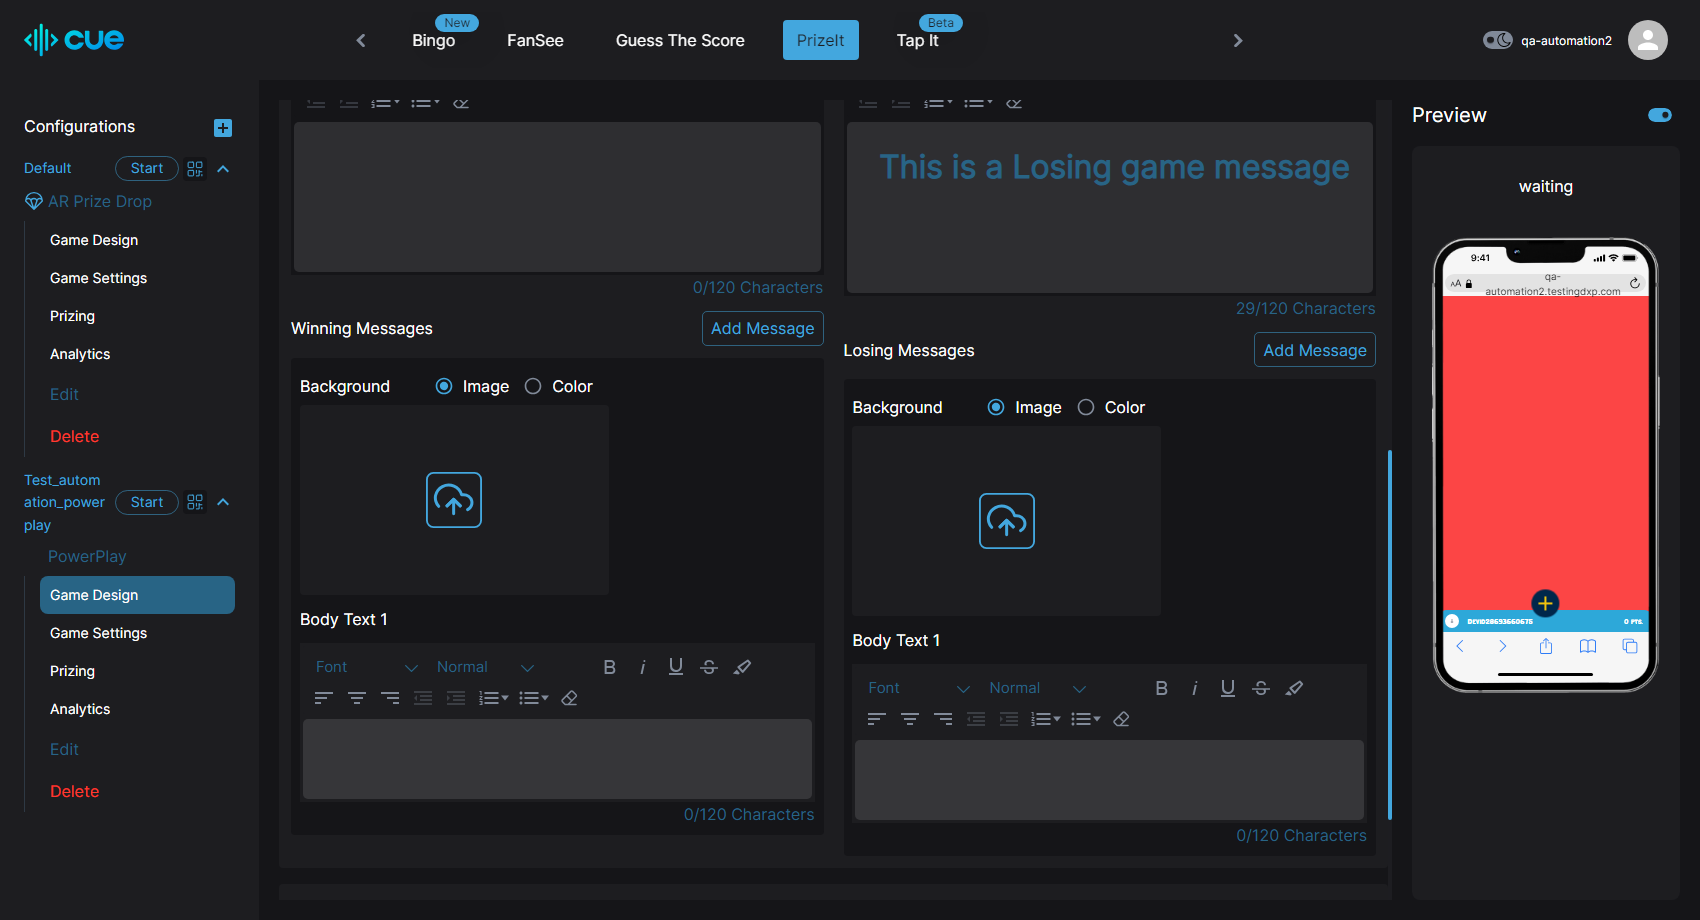 cue
New
Bingo
FanSee
Guess The Score
PrizeIt
Beta
Tap It
qa-automation2
Configurations
Default
Start
AR Prize Drop
Game Design
Game Settings
Prizing
Analytics
Edit
Delete
Test_autom
ation_power
play
Start
PowerPlay
Game Design
Game Settings
Prizing
Analytics
Edit
Delete
0/120 Characters
Winning Messages
Add Message
Background
Image
Color
Body Text 1
Font
Normal
B
i
U
S
0/120 Characters
This is a Losing game message
29/120 Characters
Losing Messages
Add Message
Background
Image
Color
Body Text 1
Font
Normal
B
i
U
S
0/120 Characters
Preview
waiting
9:41
AA
qa-
automation2.testingdxp.com
0 PTS.